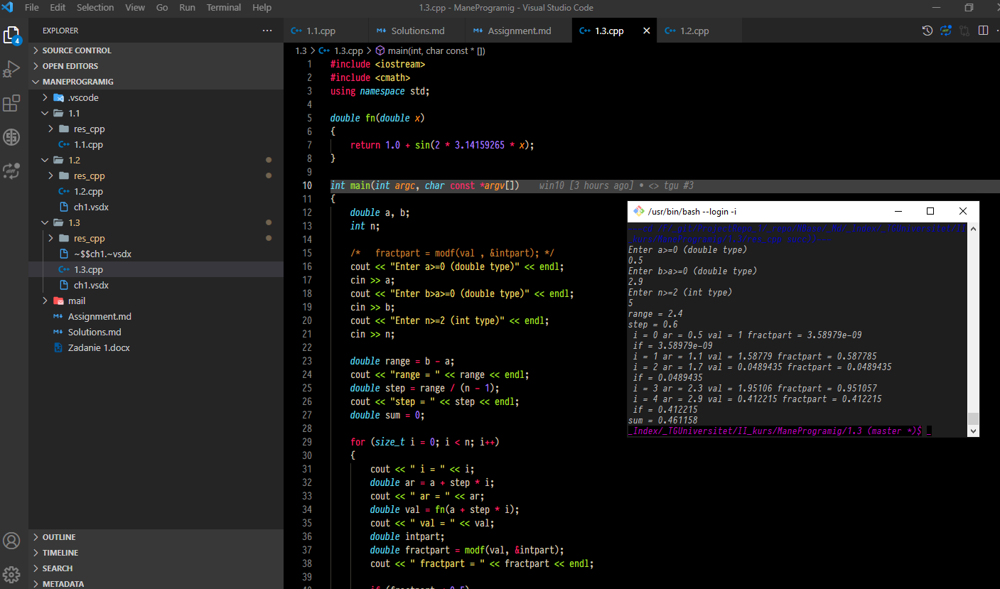 File Edit Selection View Go Run Terminal Help
1.3.cpp - ManeProgramig - Visual Studio Code
4
EXPLORER
SOURCE CONTROL
OPEN EDITORS
MANEPROGRAMIG
.vscode
1.1
res_cpp
1.1.cpp
1.2
res_cpp
1.2.cpp
ch1.vsdx
1.3
res_cpp
~$$ch1.~vsdx
1.3.cpp
ch1.vsdx
mail
Assignment.md
Solutions.md
Zadanie 1.docx
OUTLINE
TIMELINE
SEARCH
METADATA
1.1.cpp Solutions.md Assignment.md 1.3.cpp 1.2.cpp
1.3 > 1.3.cpp > main(int, char const * [])
1 #include <iostream>
2 #include <cmath>
3 using namespace std;
4
5 double fn(double x)
6 {
7 return 1.0 + sin(2 * 3.14159265 * x);
8 }
9
10 int main(int argc, char const *argv[]) win10 [3 hours ago] • <> tgu #3
11 {
12 double a, b;
13 int n;
14
15 /* fractpart = modf(val , &intpart); */
16 cout << "Enter a>=0 (double type)" << endl;
17 cin >> a;
18 cout << "Enter b>a>=0 (double type)" << endl;
19 cin >> b;
20 cout << "Enter n>=2 (int type)" << endl;
21 cin >> n;
22
23 double range = b - a;
24 cout << "range = " << range << endl;
25 double step = range / (n - 1);
26 cout << "step = " << step << endl;
27 double sum = 0;
28
29 for (size_t i = 0; i < n; i++)
30 {
31 cout << " i = " << i;
32 double ar = a + step * i;
33 cout << " ar = " << ar;
34 double val = fn(a + step * i);
35 cout << " val = " << val;
36 double intpart;
37 double fractpart = modf(val, &intpart);
38 cout << " fractpart = " << fractpart << endl;
39
/usr/bin/bash --login -i
Enter a>=0 (double type)
0.5
Enter b>a>=0 (double type)
2.9
Enter n>=2 (int type)
5
range = 2.4
step = 0.6
i = 0 ar = 0.5 val = 1 fractpart = 3.58979e-09
if = 3.58979e-09
i = 1 ar = 1.1 val = 1.58779 fractpart = 0.587785
i = 2 ar = 1.7 val = 0.0489435 fractpart = 0.0489435
if = 0.0489435
i = 3 ar = 2.3 val = 1.95106 fractpart = 0.951057
i = 4 ar = 2.9 val = 0.412215 fractpart = 0.412215
if = 0.412215
sum = 0.461158
_Index/_TGUniversitet/II_kurs/ManeProgramig/1.3 (master *)$ _